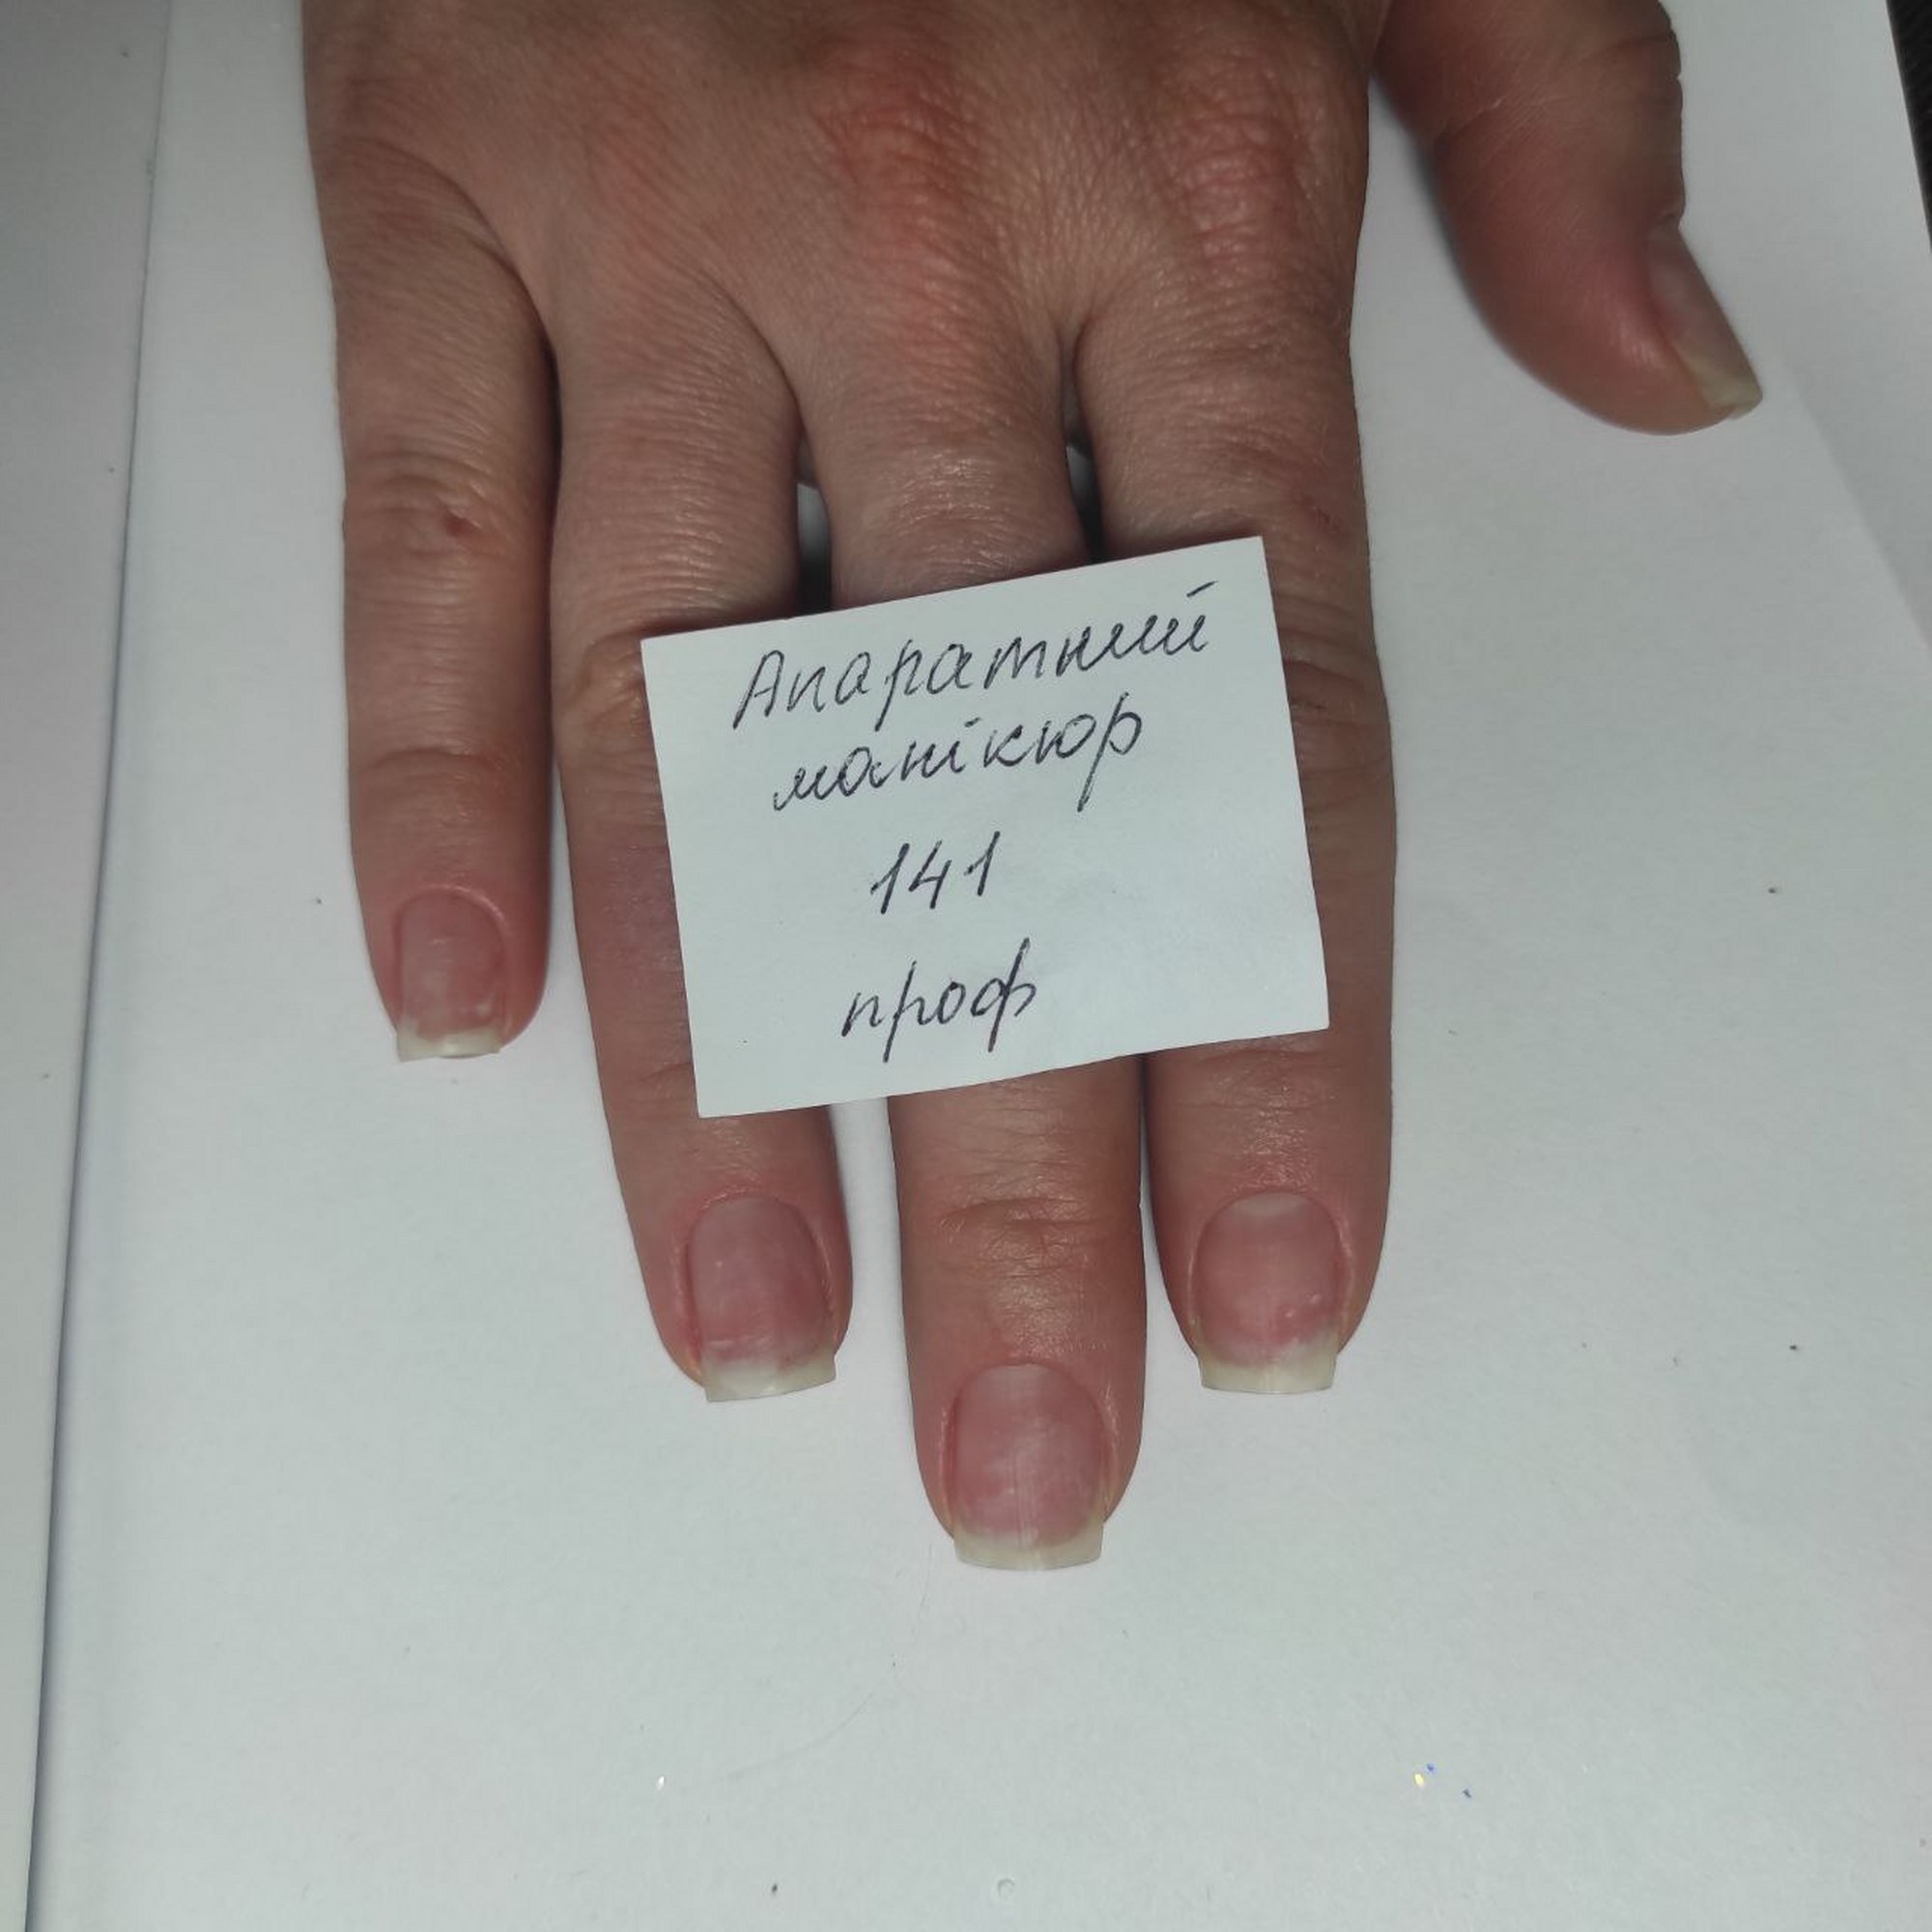 Апаратний
манікюр
141
проф